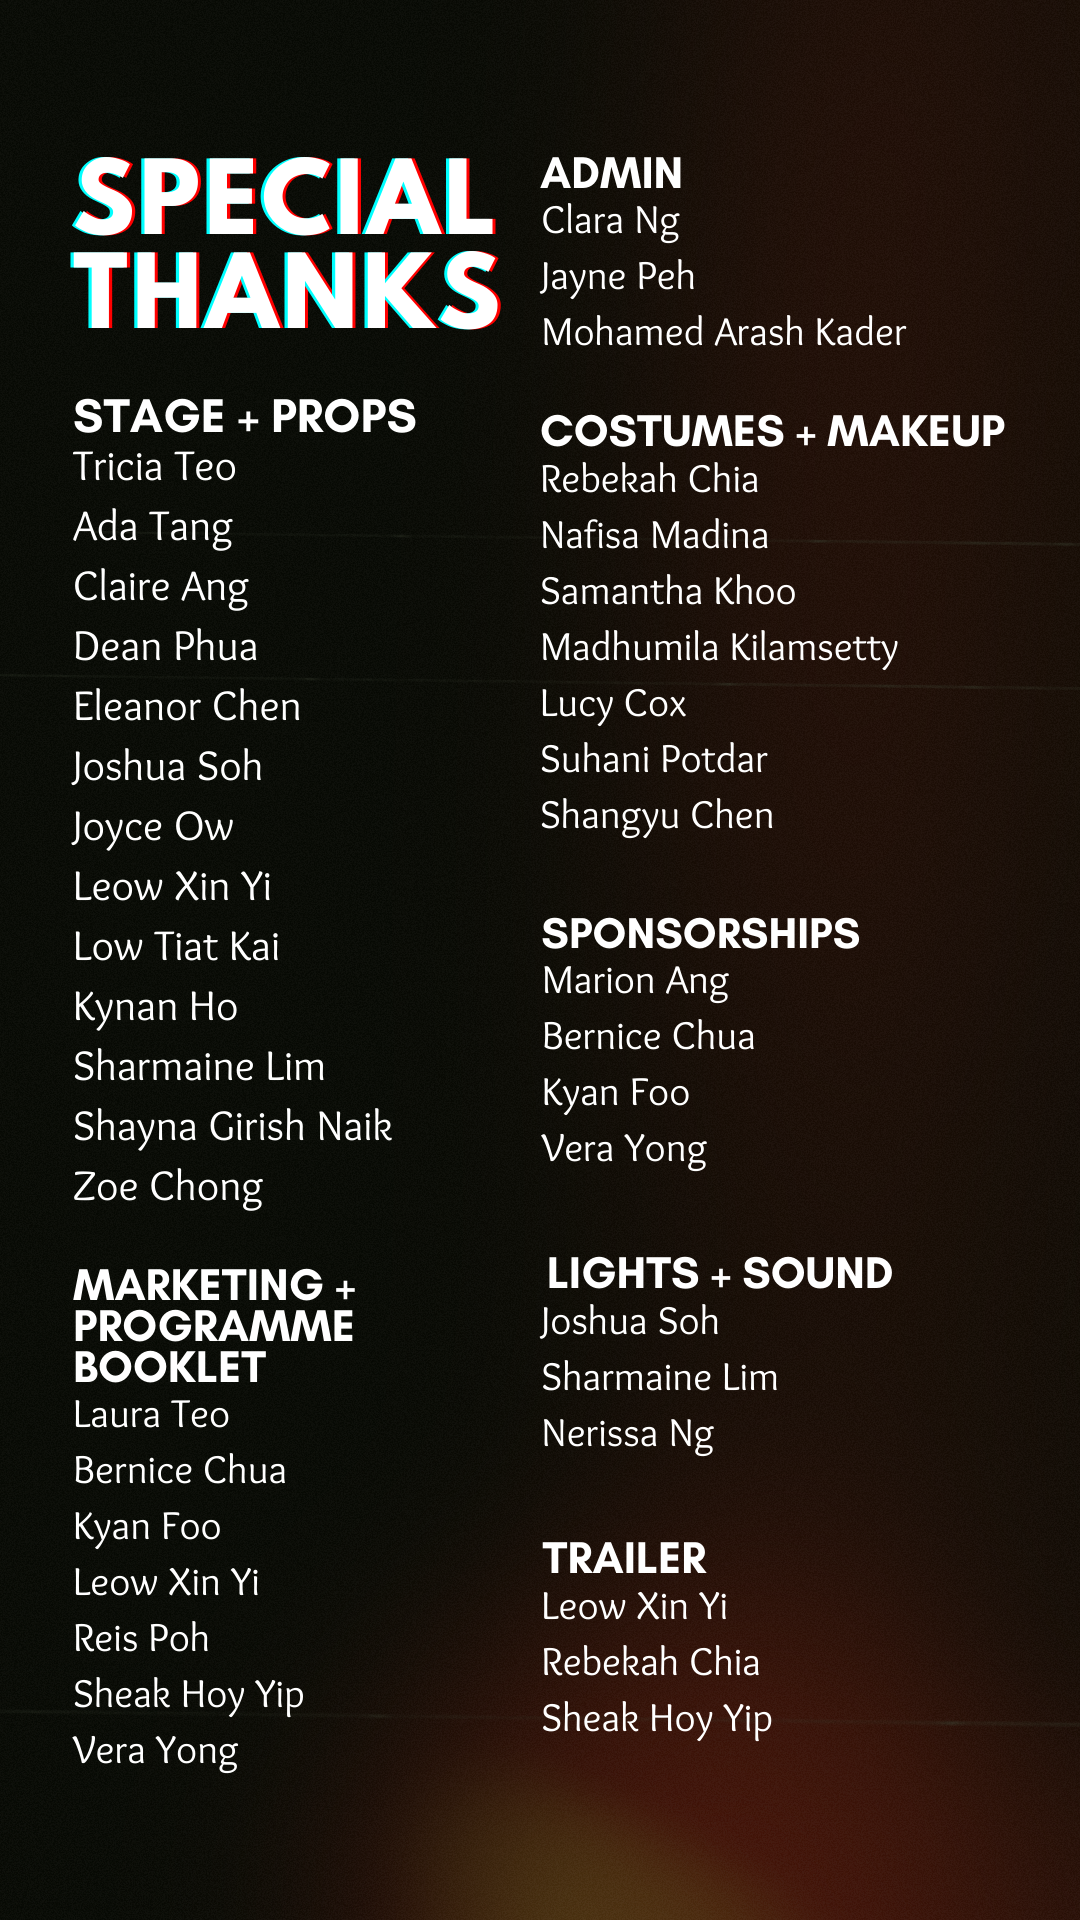 SPECIAL
THANKS
STAGE + PROPS
Tricia Teo
Ada Tang
Claire Ang
Dean Phua
Eleanor Chen
Joshua Soh
Joyce Ow
Leow Xin Yi
Low Tiat Kai
Kynan Ho
Sharmaine Lim
Shayna Girish Naik
Zoe Chong
MARKETING +
PROGRAMME
BOOKLET
Laura Teo
Bernice Chua
Kyan Foo
Leow Xin Yi
Reis Poh
Sheak Hoy Yip
Vera Yong
ADMIN
Clara Ng
Jayne Peh
Mohamed Arash Kader
COSTUMES + MAKEUP
Rebekah Chia
Nafisa Madina
Samantha Khoo
Madhumila Kilamsetty
Lucy Cox
Suhani Potdar
Shangyu Chen
SPONSORSHIPS
Marion Ang
Bernice Chua
Kyan Foo
Vera Yong
LIGHTS + SOUND
Joshua Soh
Sharmaine Lim
Nerissa Ng
TRAILER
Leow Xin Yi
Rebekah Chia
Sheak Hoy Yip